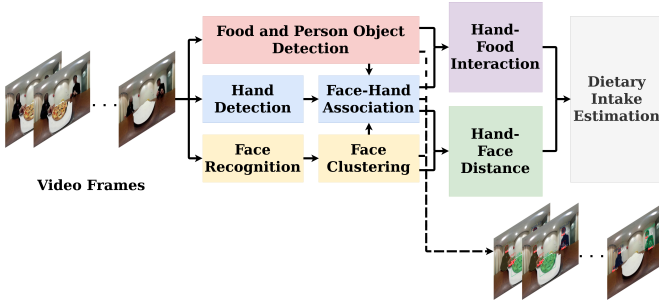 Food and Person Object
Detection
Hand
Detection
Face-Hand
Association
Face
Recognition
Face
Clustering
Hand-
Food
Interaction
Hand-
Face
Distance
Dietary
Intake
Estimation
Video Frames